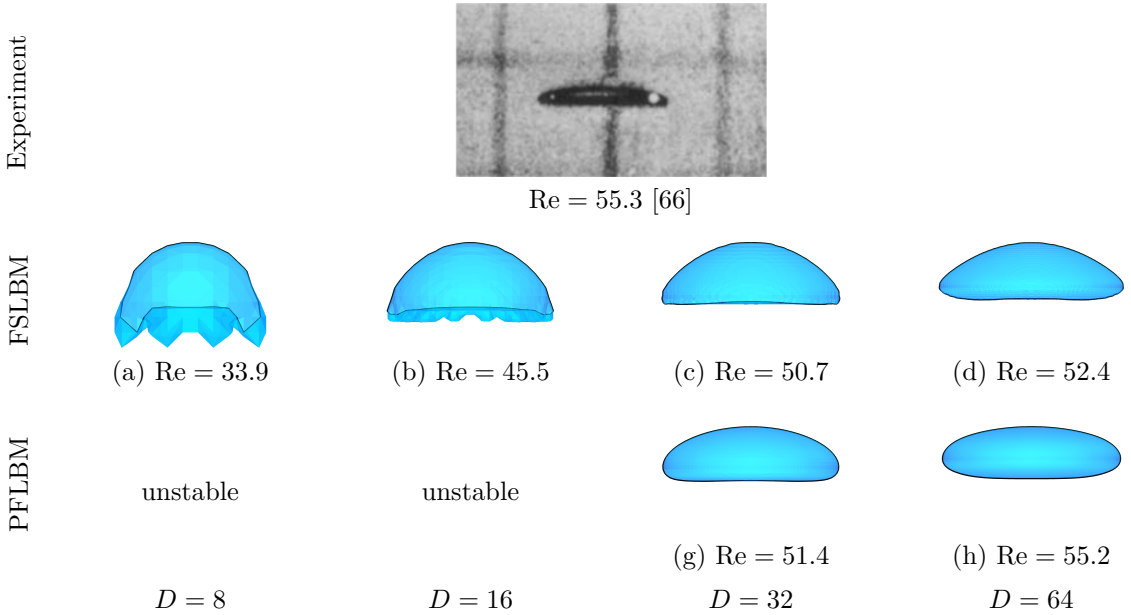 Experiment
Re = 55.3 [66]
FSLBM
(a) Re = 33.9
(b) Re = 45.5
(c) Re = 50.7
(d) Re = 52.4
PFLBM
unstable
unstable
(g) Re = 51.4
(h) Re = 55.2
D = 8
D = 16
D = 32
D = 64